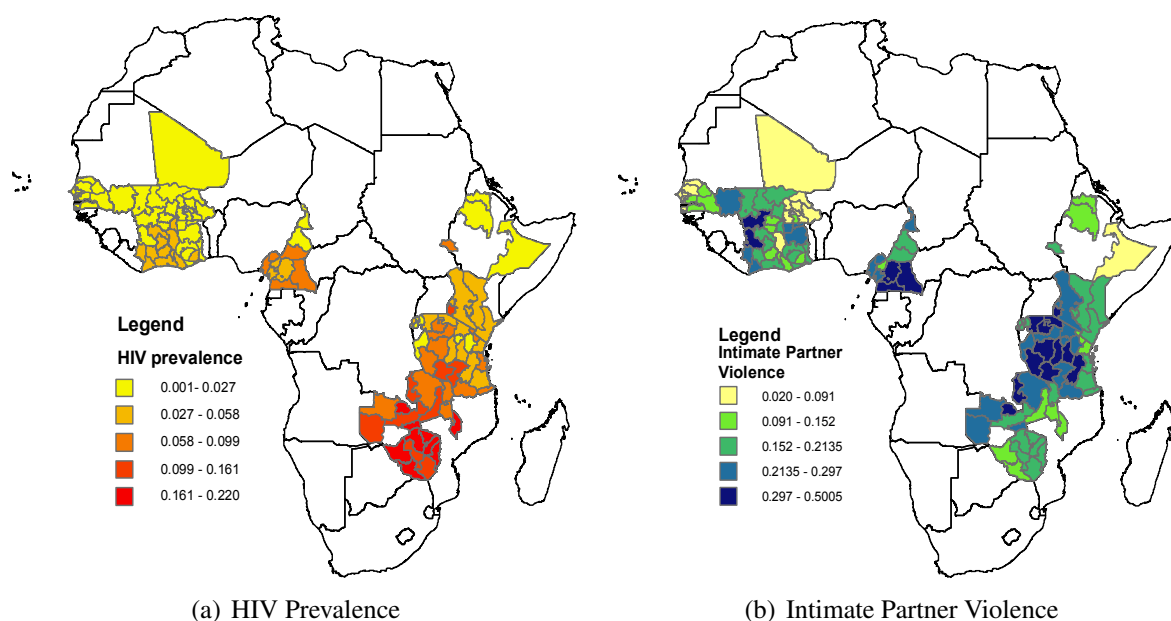 Legend
HIV prevalence
0.001- 0.027
0.027 - 0.058
0.058 - 0.099
0.099 - 0.161
0.161 - 0.220
(a) HIV Prevalence
Legend
Intimate Partner
Violence
0.020 - 0.091
0.091 - 0.152
0.152 - 0.2135
0.2135 - 0.297
0.297 - 0.5005
(b) Intimate Partner Violence